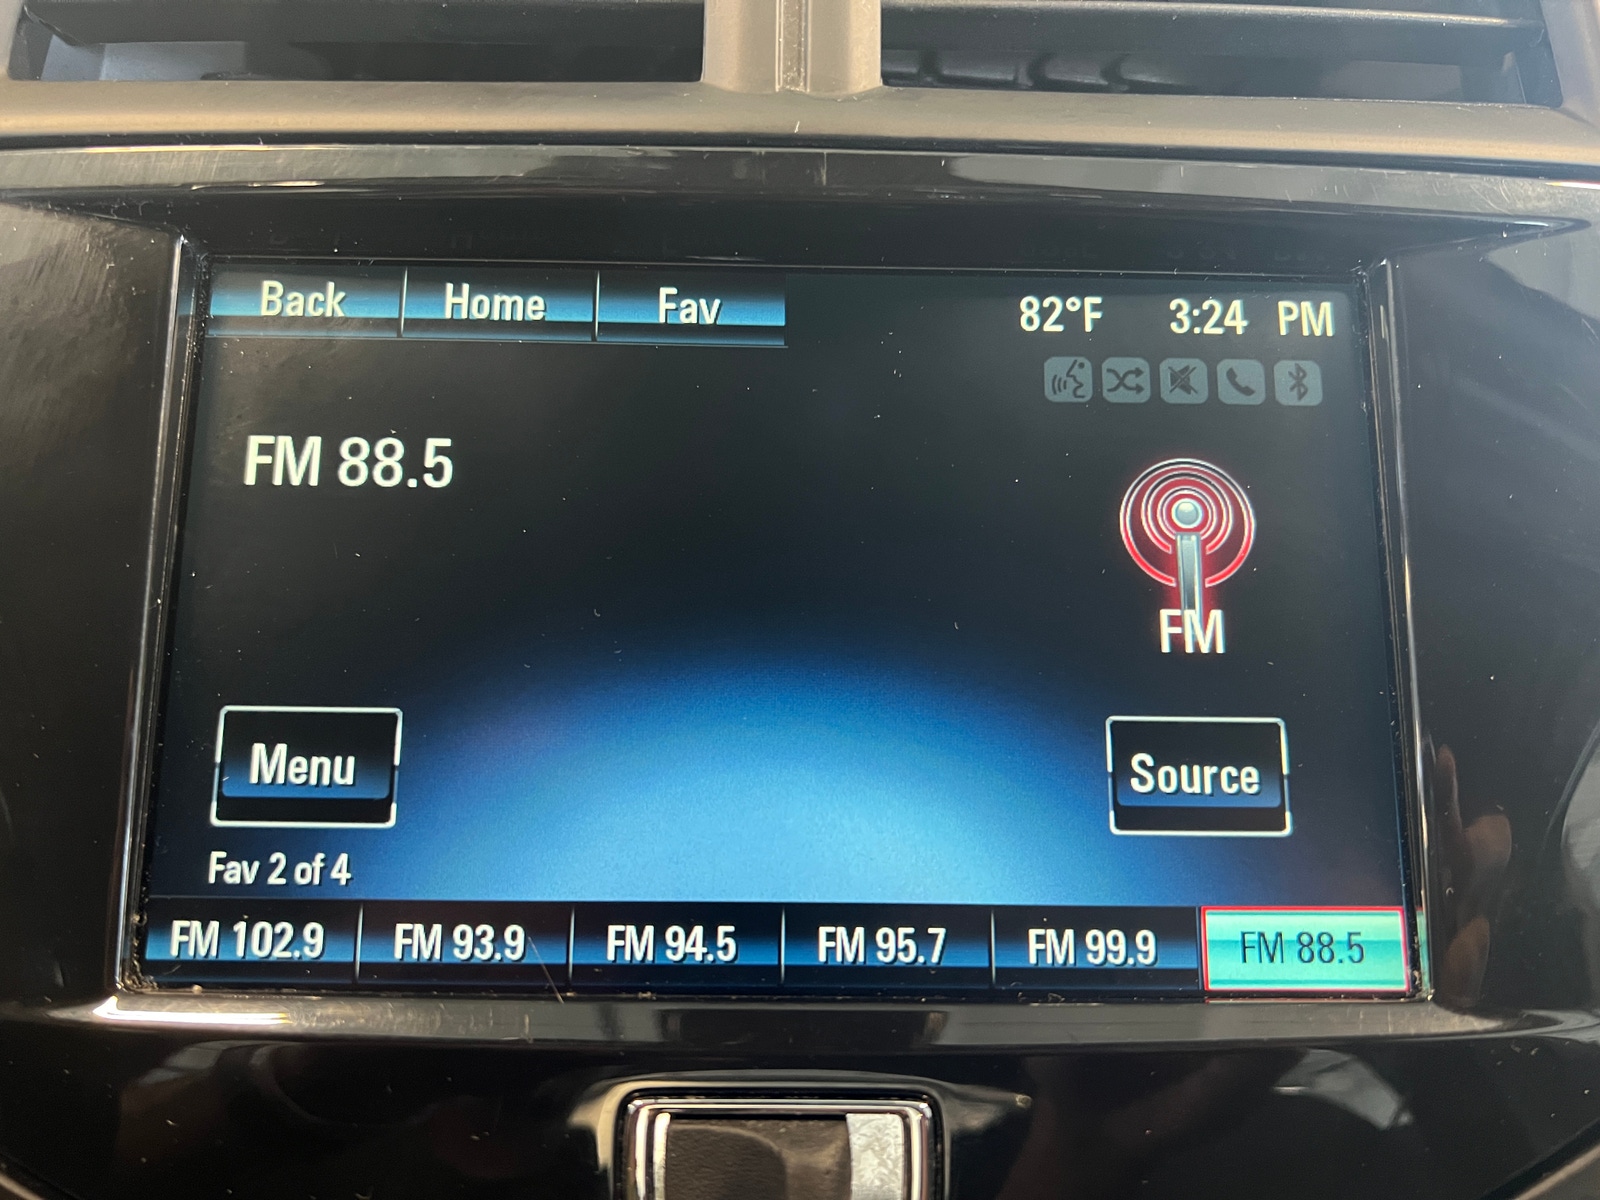 Back Home Fav 82°F 3:24 PM
FM 88.5
FM
Menu Source
Fav 2 of 4
FM 102.9 FM 93.9 FM 94.5 FM 95.7 FM 99.9 FM 88.5